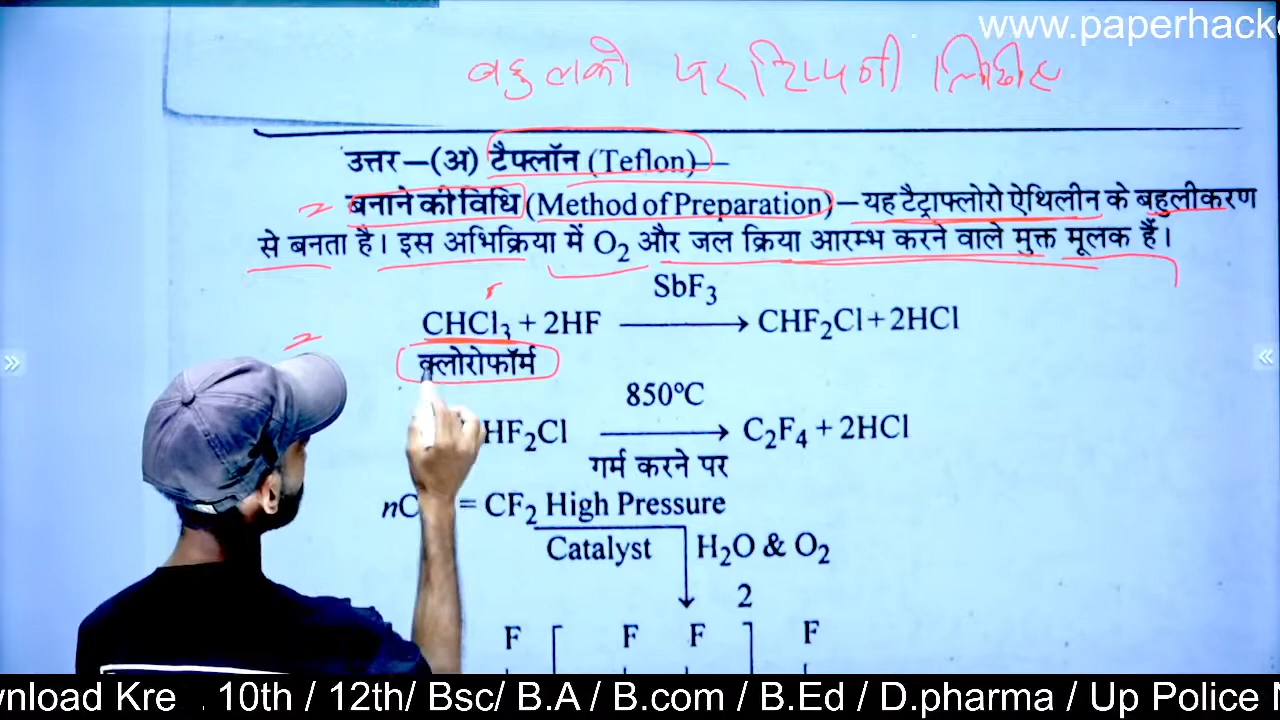 www.paperhacke
बहुलको पर टिप्पनी लिखीए
उत्तर—(अ) टैफ्लॉन (Teflon)—
बनाने की विधि (Method of Preparation)—यह टैट्राफ्लोरो ऐथिलीन के बहुलीकरण
से बनता है। इस अभिक्रिया में O₂ और जल क्रिया आरम्भ करने वाले मुक्त मूलक हैं।
SbF₃
CHCl₃ + 2HF ⟶ CHF₂Cl + 2HCl
क्लोरोफॉर्म
850°C
HF₂Cl ⟶ C₂F₄ + 2HCl
गर्म करने पर
nC = CF₂ High Pressure
Catalyst H₂O & O₂
2
F F F F
wnload Kre . 10th / 12th/ Bsc/ B.A / B.com / B.Ed / D.pharma / Up Police N